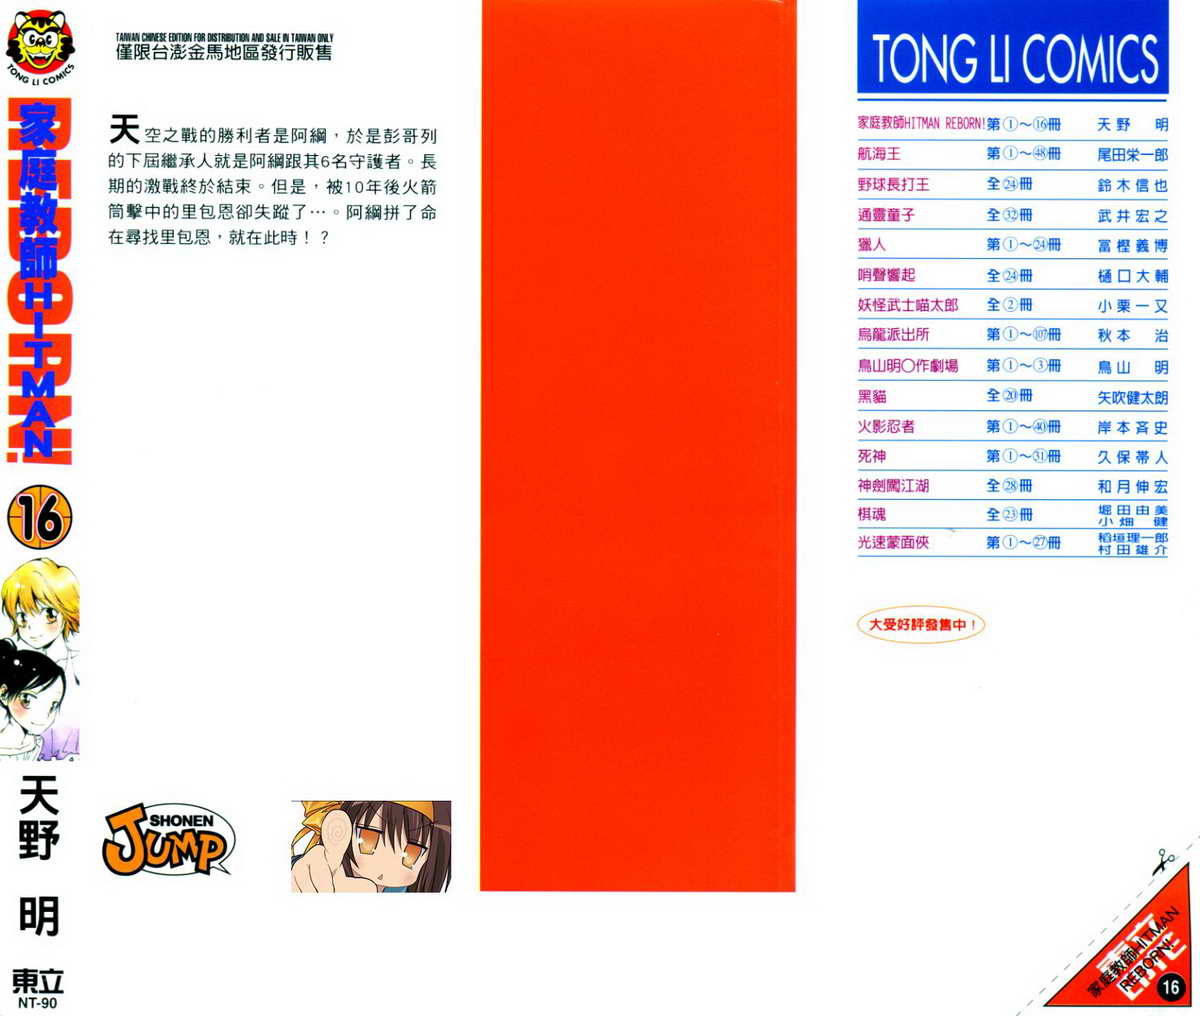 TONG LI COMICS
REBORN!
家庭教師HITMAN
16
天野 明
東立
NT-90
TAIWAN CHINESE EDITION FOR DISTRIBUTION AND SALE IN TAIWAN ONLY
僅限台澎金馬地區發行販售
天空之戰的勝利者是阿綱，於是彭哥列
的下屆繼承人就是阿綱跟其6名守護者。長
期的激戰終於結束。但是，被10年後火箭
筒擊中的里包恩卻失蹤了…。阿綱拼了命
在尋找里包恩，就在此時！？
SHONEN
JUMP
TONG LI COMICS
家庭教師HITMAN REBORN! 第①～⑯冊 天野 明
航海王 第①～㊽冊 尾田栄一郎
野球長打王 全㉔冊 鈴木信也
通靈童子 全㉜冊 武井宏之
獵人 第①～㉔冊 冨樫義博
哨聲響起 全㉔冊 樋口大輔
妖怪武士喵太郎 全②冊 小栗一又
烏龍派出所 第①～(107)冊 秋本 治
鳥山明〇作劇場 第①～③冊 鳥山 明
黑貓 全⑳冊 矢吹健太朗
火影忍者 第①～㊵冊 岸本斉史
死神 第①～㉛冊 久保帯人
神劍闖江湖 全㉘冊 和月伸宏
棋魂 全㉓冊 堀田由美
小畑 健
光速蒙面俠 第①～㉗冊 稻垣理一郎
村田雄介
大受好評發售中！
家庭教師HITMAN
REBORN!
16